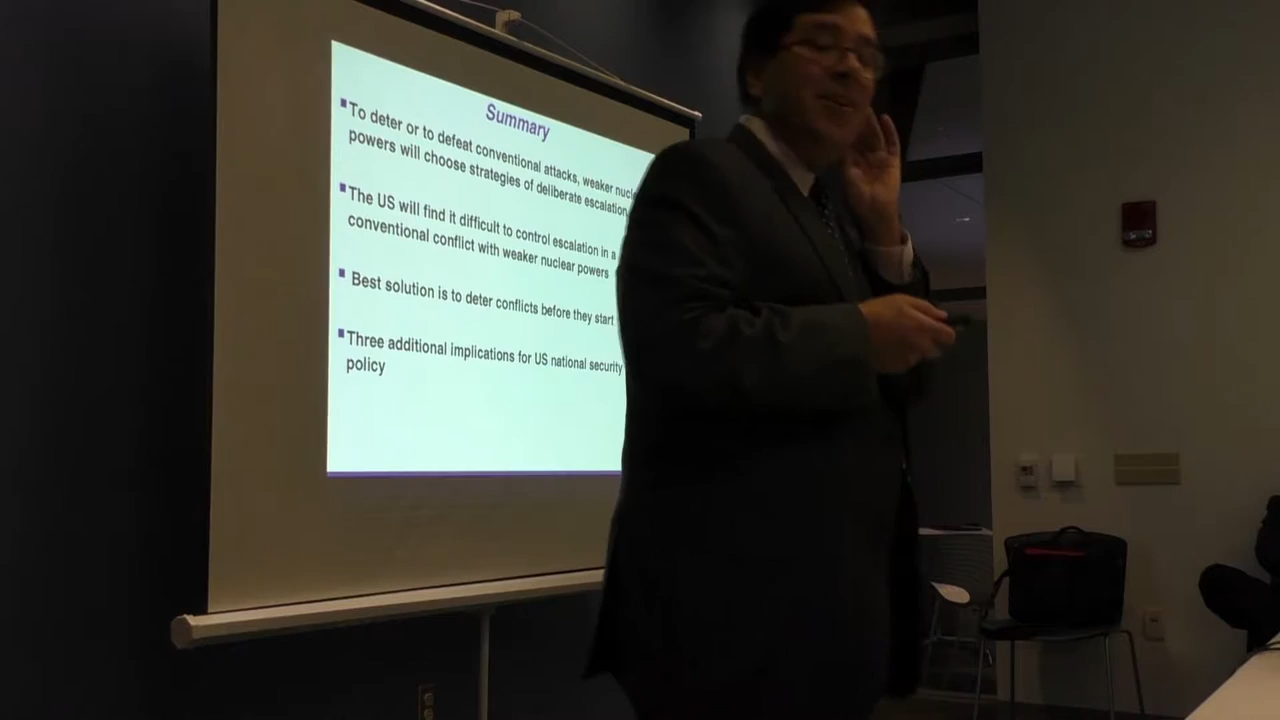 Summary
▪To deter or to defeat conventional attacks, weaker
powers will choose strategies of deliberate escalation
▪The US will find it difficult to control escalation in a
conventional conflict with weaker nuclear powers
▪ Best solution is to deter conflicts before they start
▪Three additional implications for US national security
policy